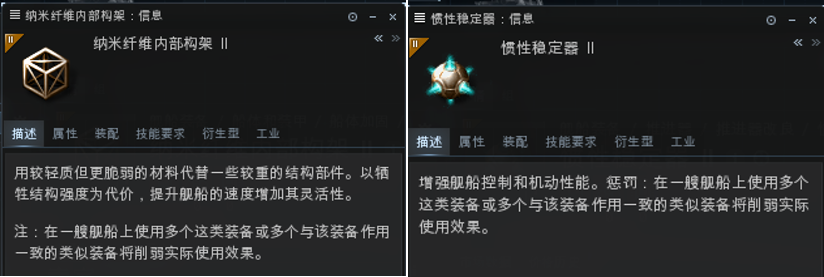 纳米纤维内部构架：信息
II
纳米纤维内部构架 II
描述 属性 装配 技能要求 衍生型 工业
用较轻质但更脆弱的材料代替一些较重的结构部件。以牺
牲结构强度为代价，提升舰船的速度增加其灵活性。
注：在一艘舰船上使用多个这类装备或多个与该装备作用
一致的类似装备将削弱实际使用效果。
惯性稳定器：信息
II
惯性稳定器 II
描述 属性 装配 技能要求 衍生型 工业
增强舰船控制和机动性能。惩罚：在一艘舰船上使用多个
这类装备或多个与该装备作用一致的类似装备将削弱实际
使用效果。